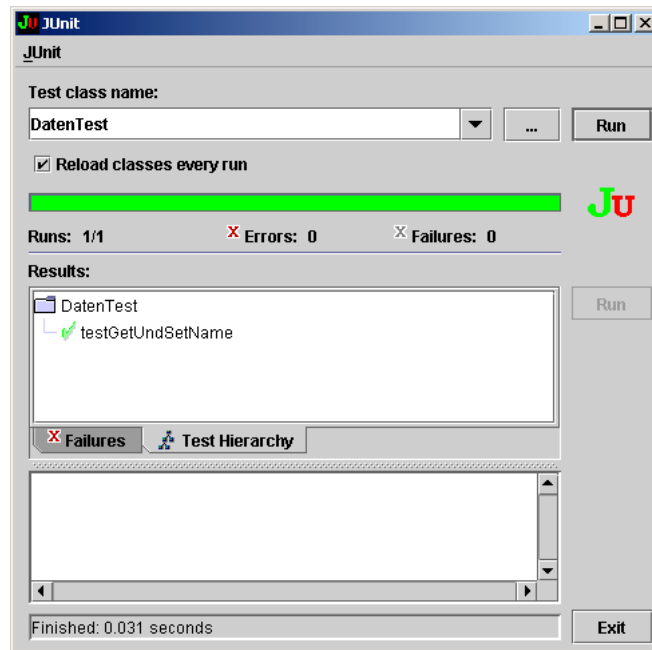 JU JUnit
JUnit
Test class name:
DatenTest ... Run
Reload classes every run
JU
Runs: 1/1 X Errors: 0 X Failures: 0
Results:
DatenTest Run
testGetUndSetName
X Failures Test Hierarchy
Finished: 0.031 seconds Exit